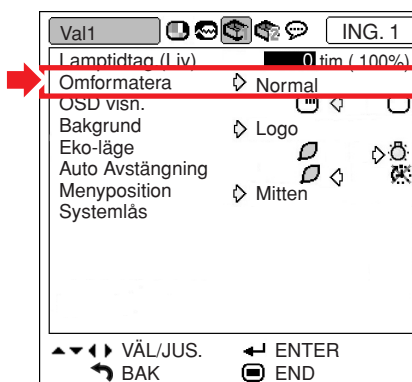 Val1 ING. 1
Lamptidtag (Liv) 0 tim ( 100%)
Omformatera Normal
OSD visn.
Bakgrund Logo
Eko-läge
Auto Avstängning
Menyposition Mitten
Systemlås
VÄL/JUS. ENTER
BAK END